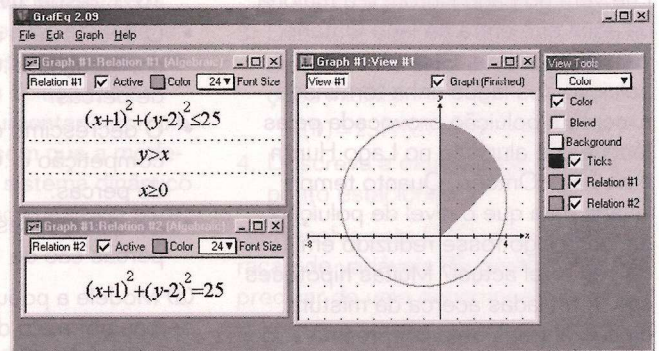 GrafEq 2.09
File Edit Graph Help
Graph #1:Relation #1 (Algebraic)
Relation #1 Active Color 24 Font Size
(x+1)²+(y-2)²≤25
y>x
x≥0
Graph #1:Relation #2 (Algebraic)
Relation #2 Active Color 24 Font Size
(x+1)²+(y-2)²=25
Graph #1:View #1
View #1 Graph (Finished)
y
-8 4 x
View Tools
Color
Color
Blend
Background
Ticks
Relation #1
Relation #2